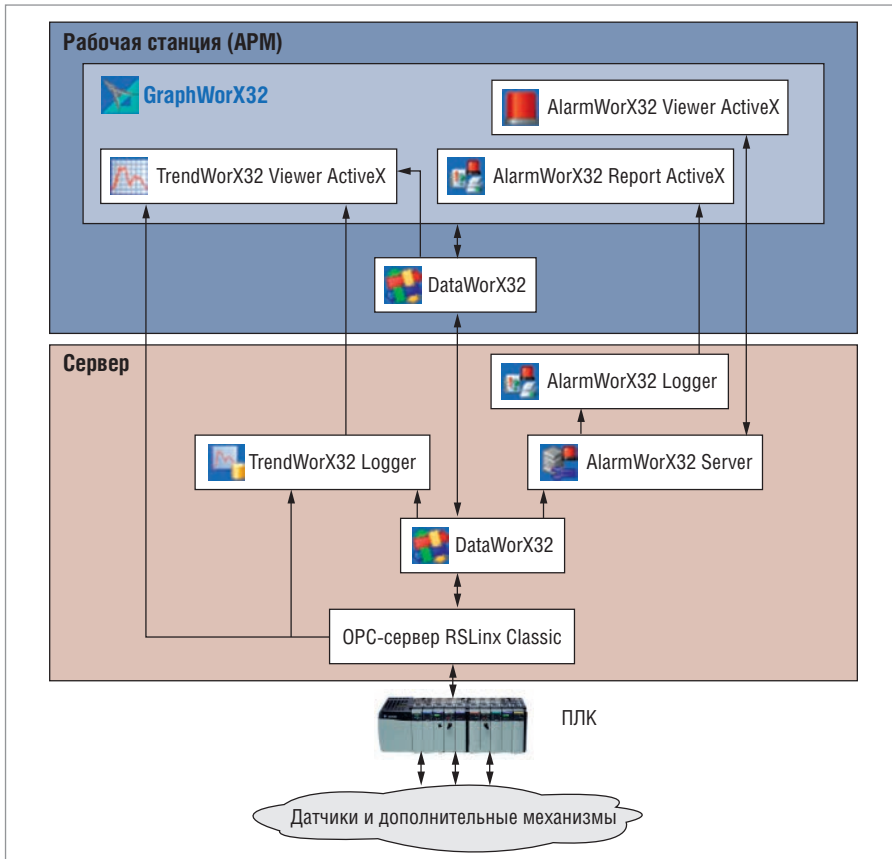 Рабочая станция (АРМ)
GraphWorX32
AlarmWorX32 Viewer ActiveX
TrendWorX32 Viewer ActiveX
AlarmWorX32 Report ActiveX
DataWorX32
Сервер
AlarmWorX32 Logger
TrendWorX32 Logger
AlarmWorX32 Server
DataWorX32
OPC-сервер RSLinx Classic
ПЛК
Датчики и дополнительные механизмы